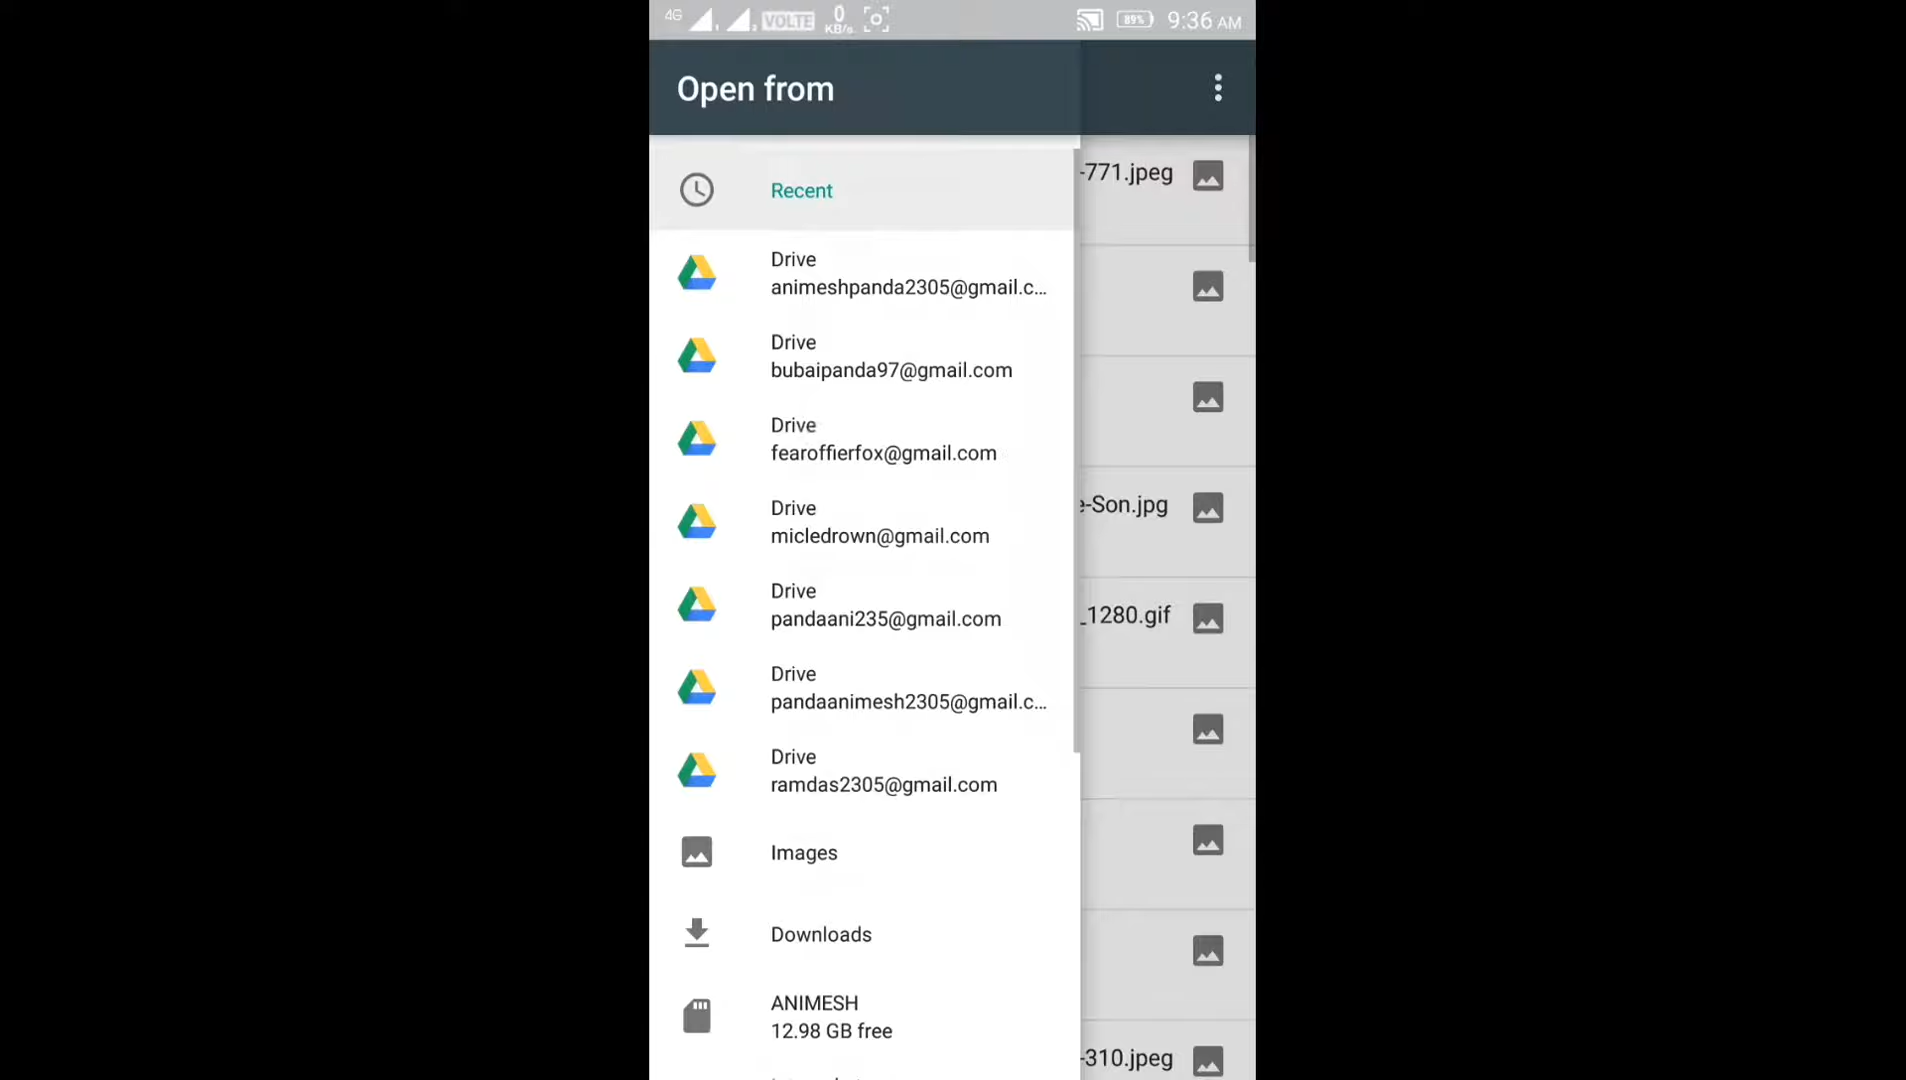 4G 1 2 VOLTE 0 KB/s 89% 9:36 AM
Open from
Recent
-771.jpeg
Drive
animeshpanda2305@gmail.c…
Drive
bubaipanda97@gmail.com
Drive
fearoffierfox@gmail.com
e-Son.jpg
Drive
micledrown@gmail.com
Drive
pandaani235@gmail.com
_1280.gif
Drive
pandaanimesh2305@gmail.c…
Drive
ramdas2305@gmail.com
Images
Downloads
ANIMESH
12.98 GB free
-310.jpeg